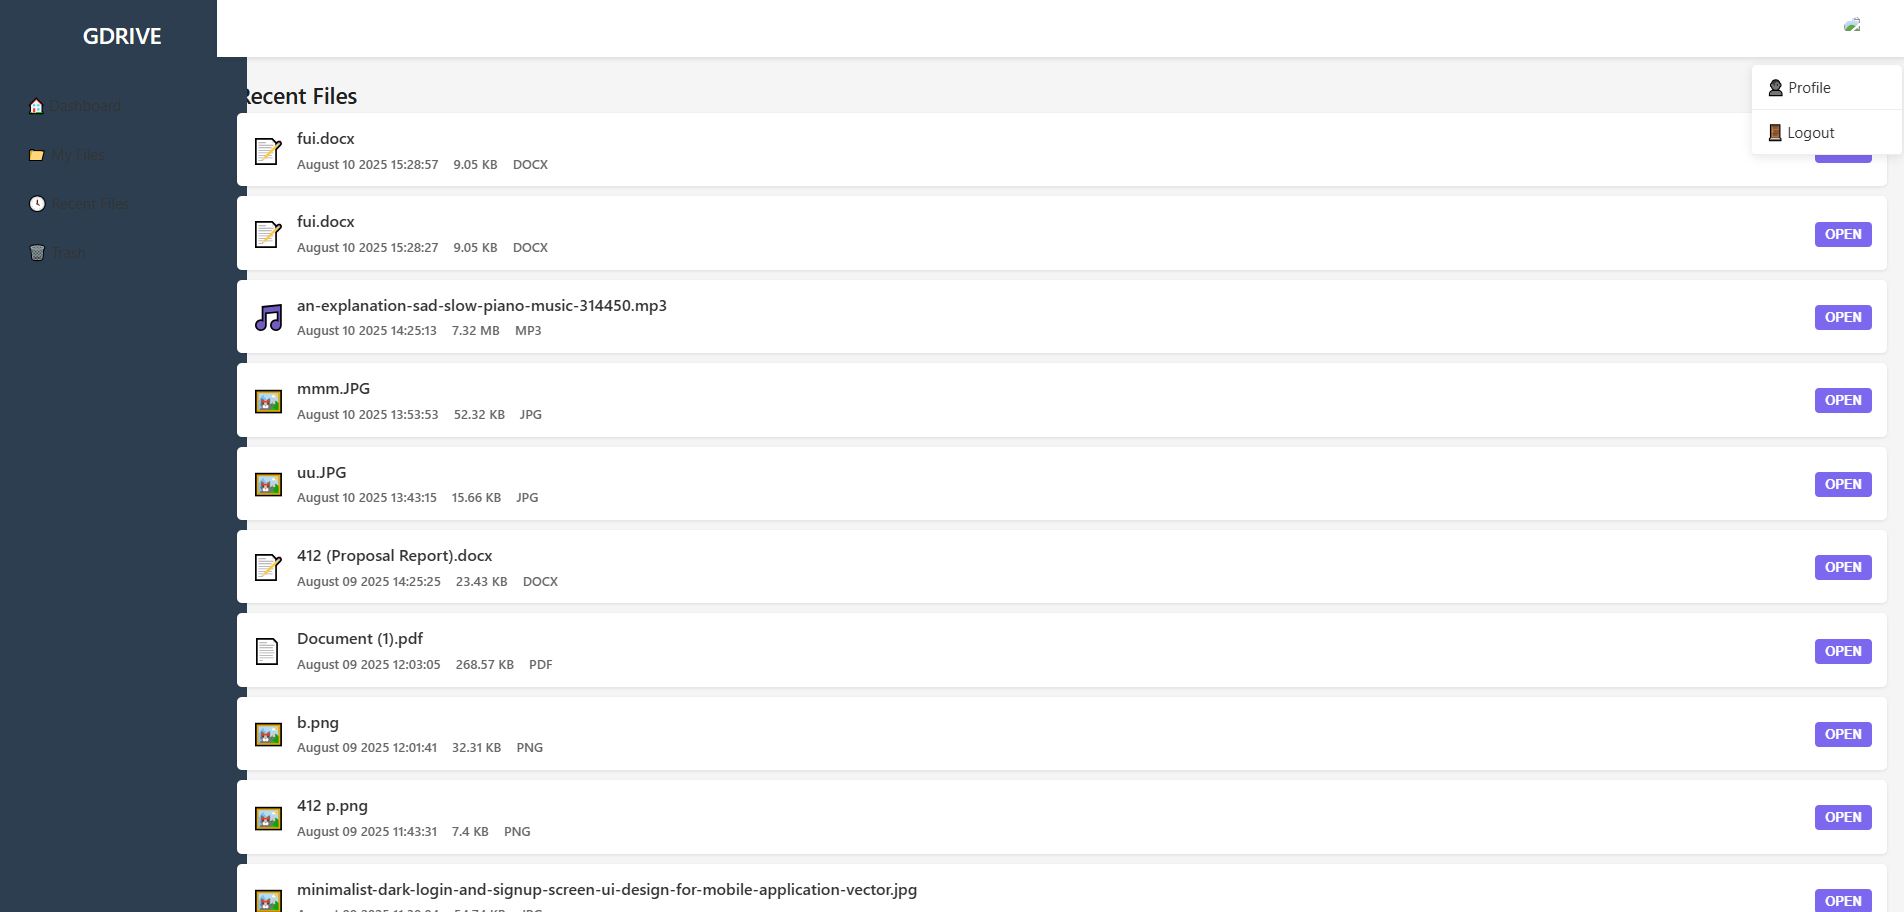 GDRIVE
Dashboard
My Files
Recent Files
Trash
Profile
Logout
Recent Files
fui.docx
August 10 2025 15:28:57 9.05 KB DOCX
fui.docx
August 10 2025 15:28:27 9.05 KB DOCX
OPEN
an-explanation-sad-slow-piano-music-314450.mp3
August 10 2025 14:25:13 7.32 MB MP3
OPEN
mmm.JPG
August 10 2025 13:53:53 52.32 KB JPG
OPEN
uu.JPG
August 10 2025 13:43:15 15.66 KB JPG
OPEN
412 (Proposal Report).docx
August 09 2025 14:25:25 23.43 KB DOCX
OPEN
Document (1).pdf
August 09 2025 12:03:05 268.57 KB PDF
OPEN
b.png
August 09 2025 12:01:41 32.31 KB PNG
OPEN
412 p.png
August 09 2025 11:43:31 7.4 KB PNG
OPEN
minimalist-dark-login-and-signup-screen-ui-design-for-mobile-application-vector.jpg
OPEN